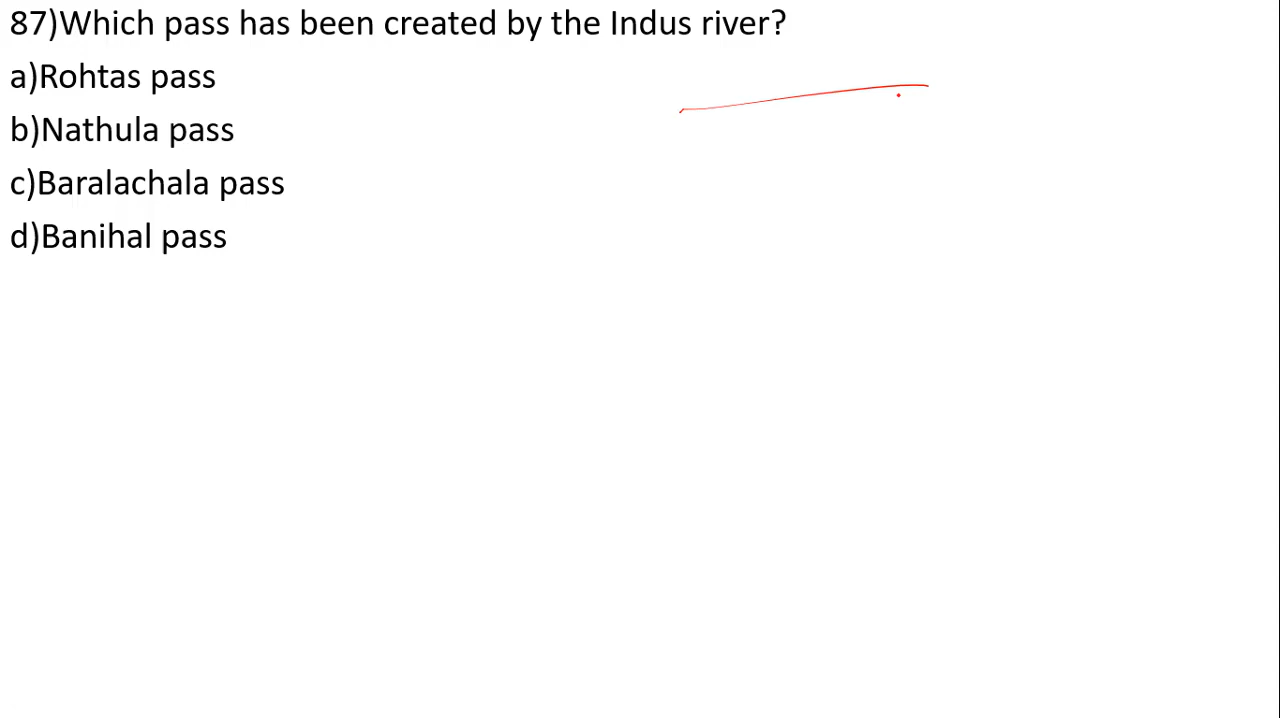 87)Which pass has been created by the Indus river?
a)Rohtas pass
b)Nathula pass
c)Baralachala pass
d)Banihal pass